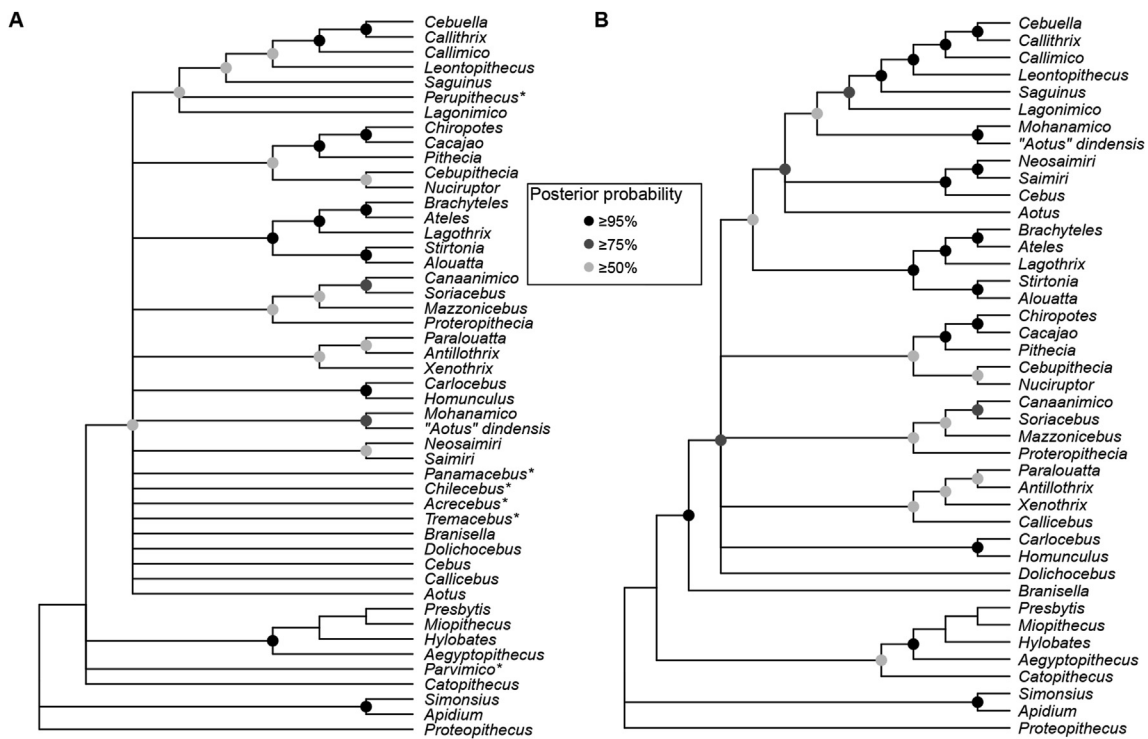 A
Cebuella
Callithrix
Callimico
Leontopithecus
Saguinus
Perupithecus*
Lagonimico
Chiropotes
Cacajao
Pithecia
Cebupithecia
Nuciruptor
Brachyteles
Ateles
Lagothrix
Stirtonia
Alouatta
Canaanimico
Soriacebus
Mazzonicebus
Proteropithecia
Paralouatta
Antillothrix
Xenothrix
Carlocebus
Homunculus
Mohanamico
"Aotus" dindensis
Neosaimiri
Saimiri
Panamacebus*
Chilecebus*
Acrecebus*
Tremacebus*
Branisella
Dolichocebus
Cebus
Callicebus
Aotus
Presbytis
Miopithecus
Hylobates
Aegyptopithecus
Parvimico*
Catopithecus
Simonsius
Apidium
Proteopithecus
Posterior probability
≥95%
≥75%
≥50%
B
Cebuella
Callithrix
Callimico
Leontopithecus
Saguinus
Lagonimico
Mohanamico
"Aotus" dindensis
Neosaimiri
Saimiri
Cebus
Aotus
Brachyteles
Ateles
Lagothrix
Stirtonia
Alouatta
Chiropotes
Cacajao
Pithecia
Cebupithecia
Nuciruptor
Canaanimico
Soriacebus
Mazzonicebus
Proteropithecia
Paralouatta
Antillothrix
Xenothrix
Callicebus
Carlocebus
Homunculus
Dolichocebus
Branisella
Presbytis
Miopithecus
Hylobates
Aegyptopithecus
Catopithecus
Simonsius
Apidium
Proteopithecus